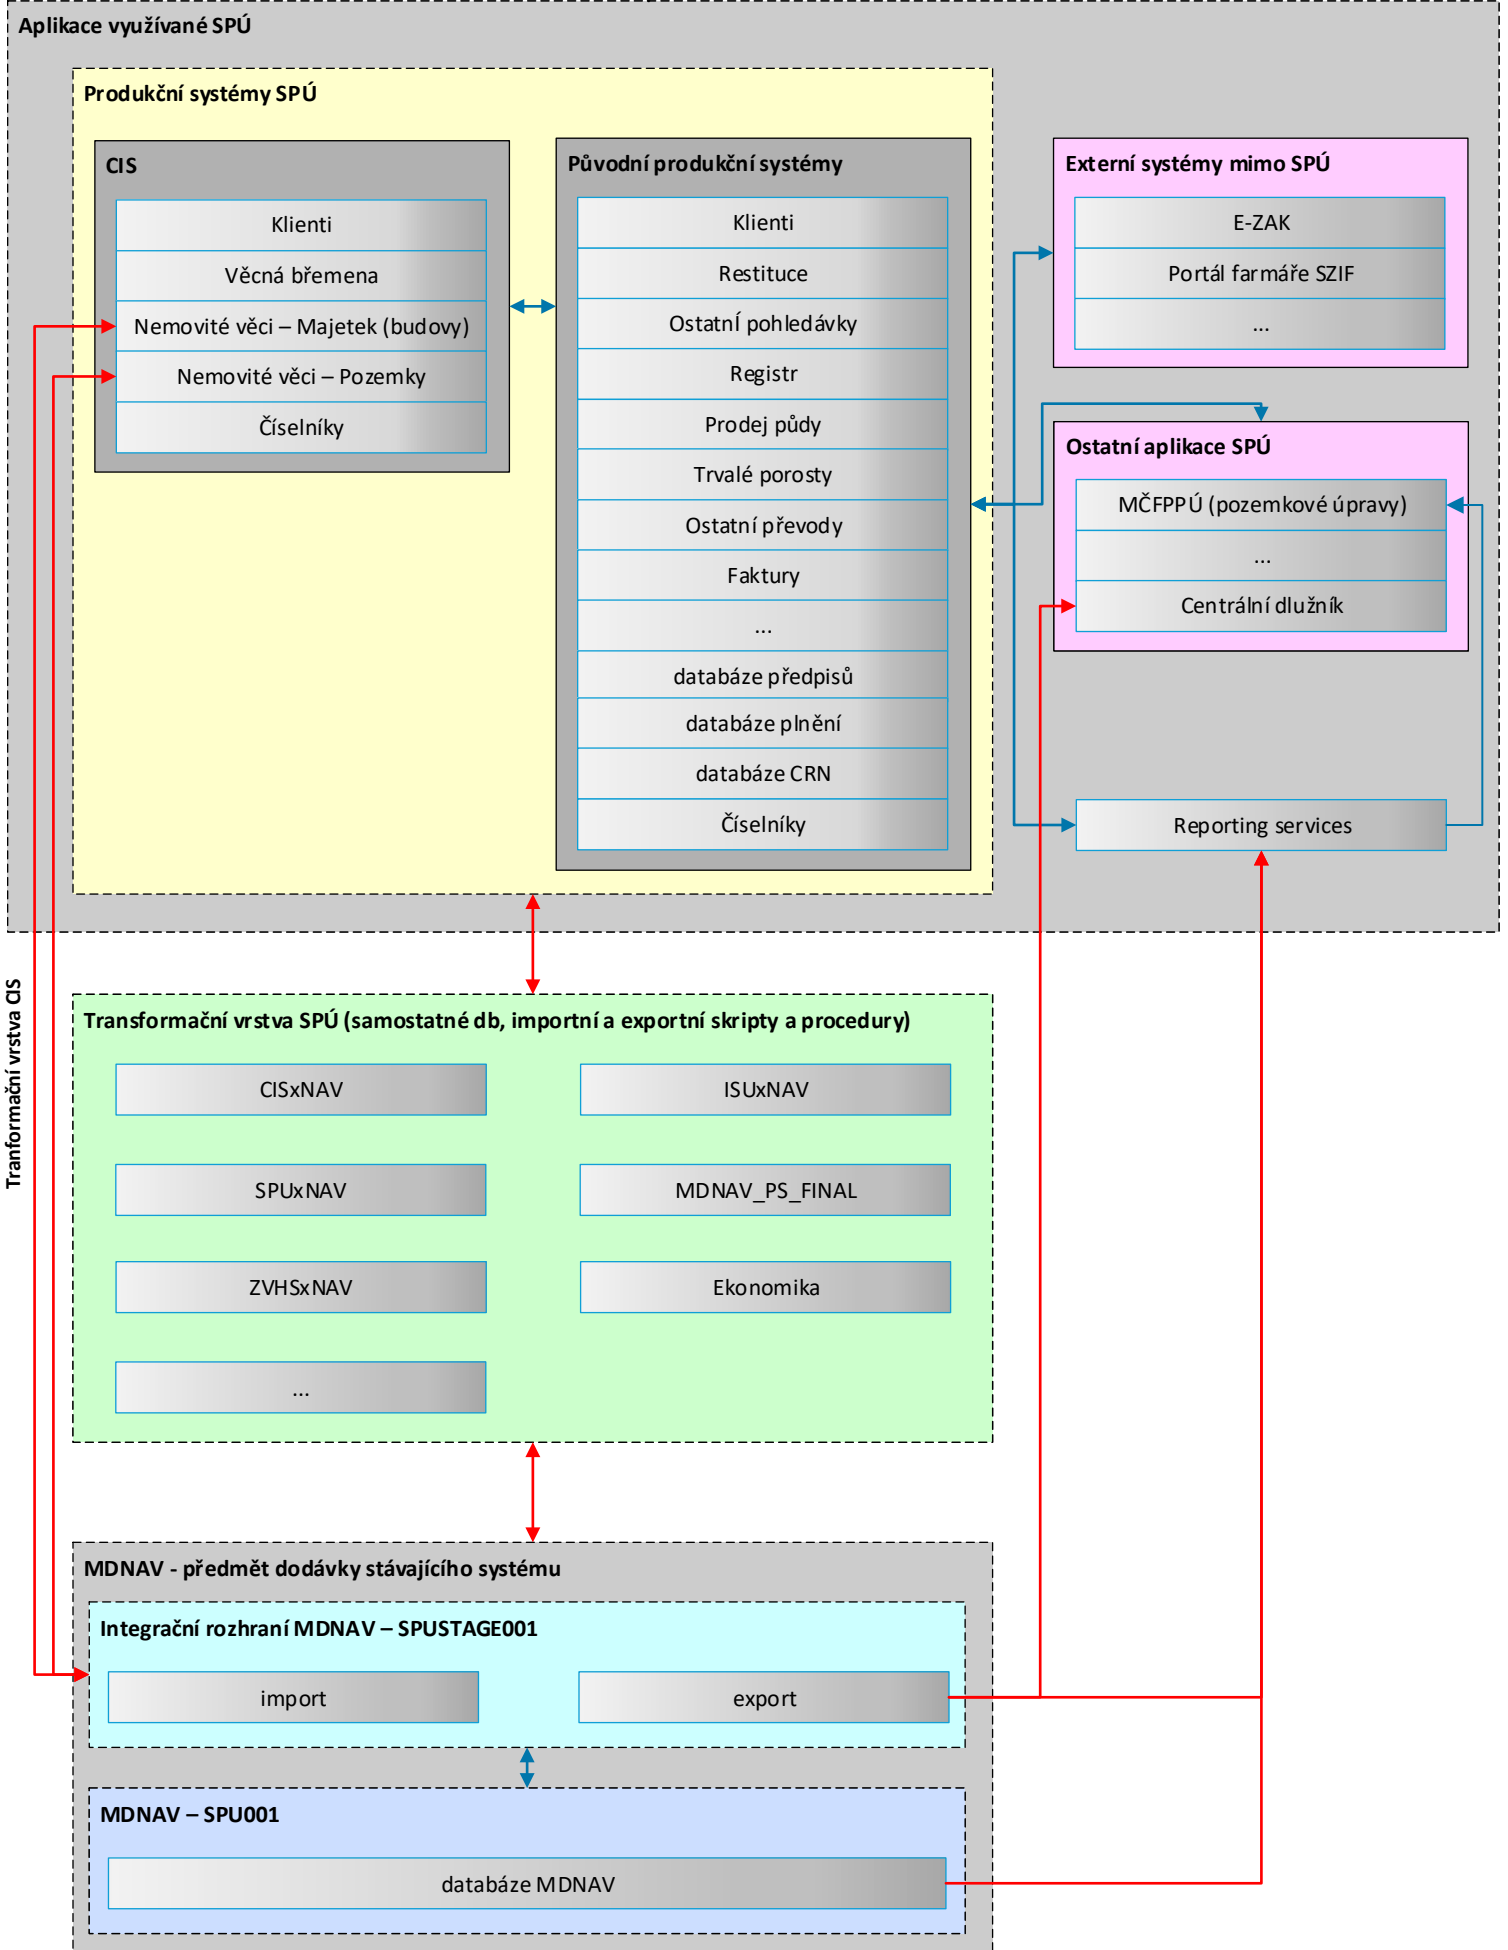 Aplikace využívané SPÚ
Produkční systémy SPÚ
CIS
Klienti
Věcná břemena
Nemovité věci – Majetek (budovy)
Nemovité věci – Pozemky
Číselníky
Původní produkční systémy
Klienti
Restituce
Ostatní pohledávky
Registr
Prodej půdy
Trvalé porosty
Ostatní převody
Faktury
...
databáze předpisů
databáze plnění
databáze CRN
Číselníky
Externí systémy mimo SPÚ
E-ZAK
Portál farmáře SZIF
...
Ostatní aplikace SPÚ
MČFPPÚ (pozemkové úpravy)
...
Centrální dlužník
Reporting services
Tranformační vrstva CIS
Transformační vrstva SPÚ (samostatné db, importní a exportní skripty a procedury)
CISxNAV
ISUxNAV
SPUxNAV
MDNAV_PS_FINAL
ZVHSxNAV
Ekonomika
...
MDNAV - předmět dodávky stávajícího systému
Integrační rozhraní MDNAV – SPUSTAGE001
import
export
MDNAV – SPU001
databáze MDNAV